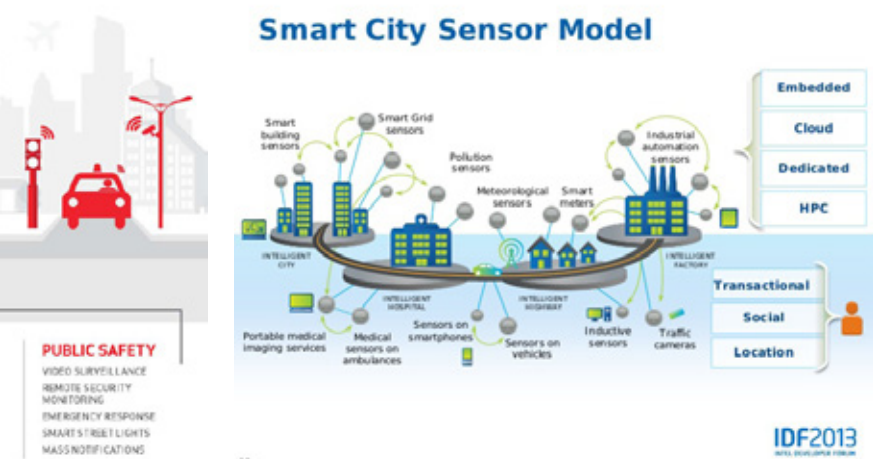 PUBLIC SAFETY
VIDEO SURVEILLANCE
REMOTE SECURITY
MONITORING
EMERGENCY RESPONSE
SMART STREET LIGHTS
MASS NOTIFICATIONS
Smart City Sensor Model
Smart
building
sensors
Smart Grid
sensors
Pollution
sensors
Meteorological
sensors
Smart
meters
Industrial
automation
sensors
INTELLIGENT
CITY
INTELLIGENT
HOSPITAL
INTELLIGENT
HIGHWAY
INTELLIGENT
FACTORY
Portable medical
imaging services
Medical
sensors on
ambulances
Sensors on
smartphones
Sensors on
vehicles
Inductive
sensors
Traffic
cameras
Embedded
Cloud
Dedicated
HPC
Transactional
Social
Location
IDF2013
INTEL DEVELOPER FORUM